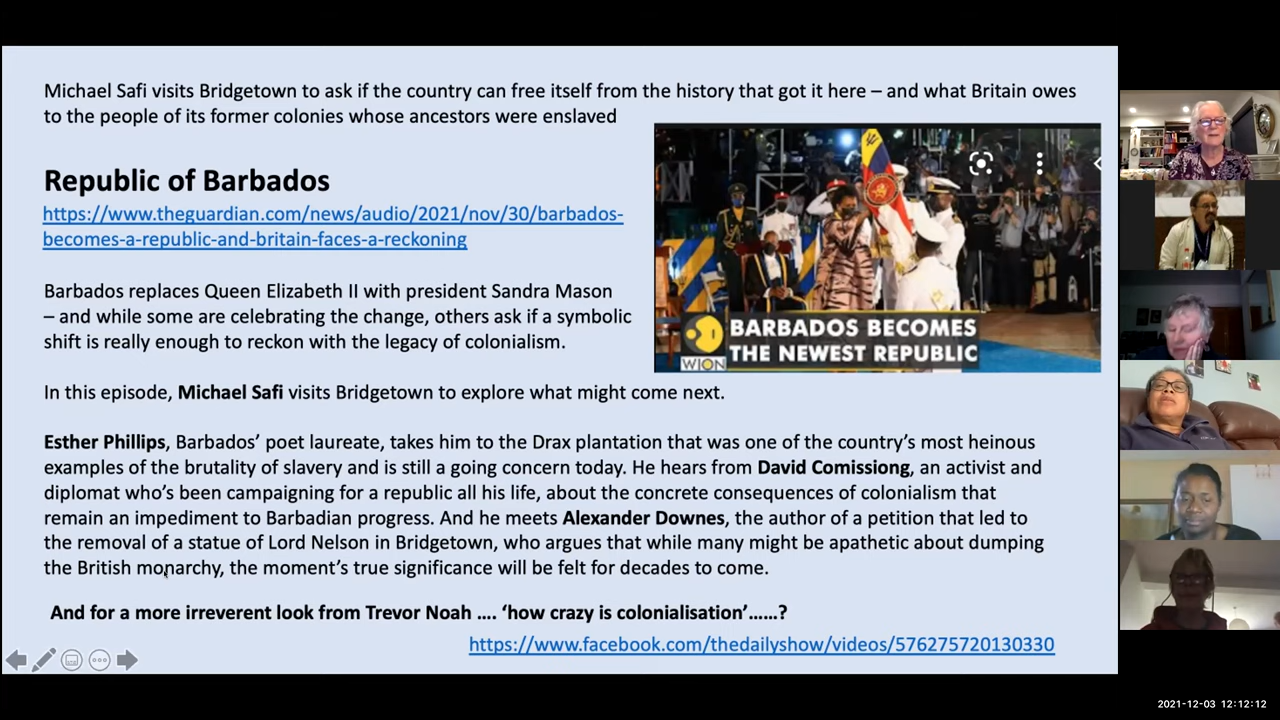 Michael Safi visits Bridgetown to ask if the country can free itself from the history that got it here – and what Britain owes
to the people of its former colonies whose ancestors were enslaved
Republic of Barbados
https://www.theguardian.com/news/audio/2021/nov/30/barbados-
becomes-a-republic-and-britain-faces-a-reckoning
Barbados replaces Queen Elizabeth II with president Sandra Mason
– and while some are celebrating the change, others ask if a symbolic
shift is really enough to reckon with the legacy of colonialism.
WION
BARBADOS BECOMES
THE NEWEST REPUBLIC
In this episode, Michael Safi visits Bridgetown to explore what might come next.
Esther Phillips, Barbados’ poet laureate, takes him to the Drax plantation that was one of the country’s most heinous
examples of the brutality of slavery and is still a going concern today. He hears from David Comissiong, an activist and
diplomat who’s been campaigning for a republic all his life, about the concrete consequences of colonialism that
remain an impediment to Barbadian progress. And he meets Alexander Downes, the author of a petition that led to
the removal of a statue of Lord Nelson in Bridgetown, who argues that while many might be apathetic about dumping
the British monarchy, the moment’s true significance will be felt for decades to come.
And for a more irreverent look from Trevor Noah .... ‘how crazy is colonialisation’......?
https://www.facebook.com/thedailyshow/videos/576275720130330
2021-12-03 12:12:12